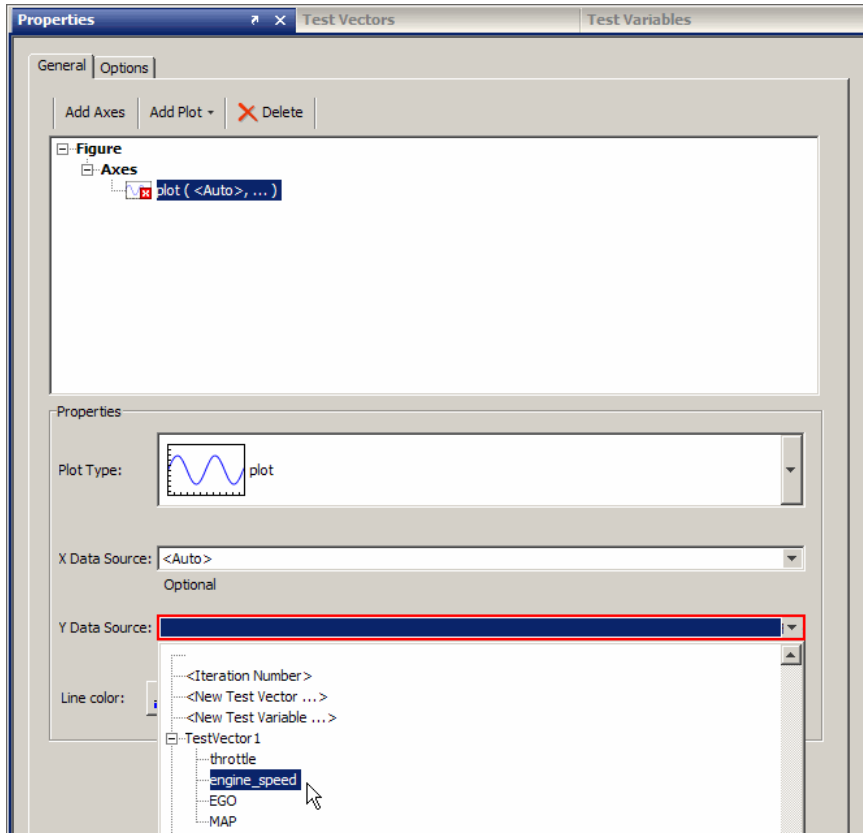 Properties Test Vectors Test Variables
General Options
Add Axes Add Plot Delete
Figure
Axes
plot ( <Auto>, ... )
Properties
Plot Type: plot
X Data Source: <Auto>
Optional
Y Data Source:
<Iteration Number>
<New Test Vector ...>
Line color:
<New Test Variable ...>
TestVector1
throttle
engine_speed
EGO
MAP